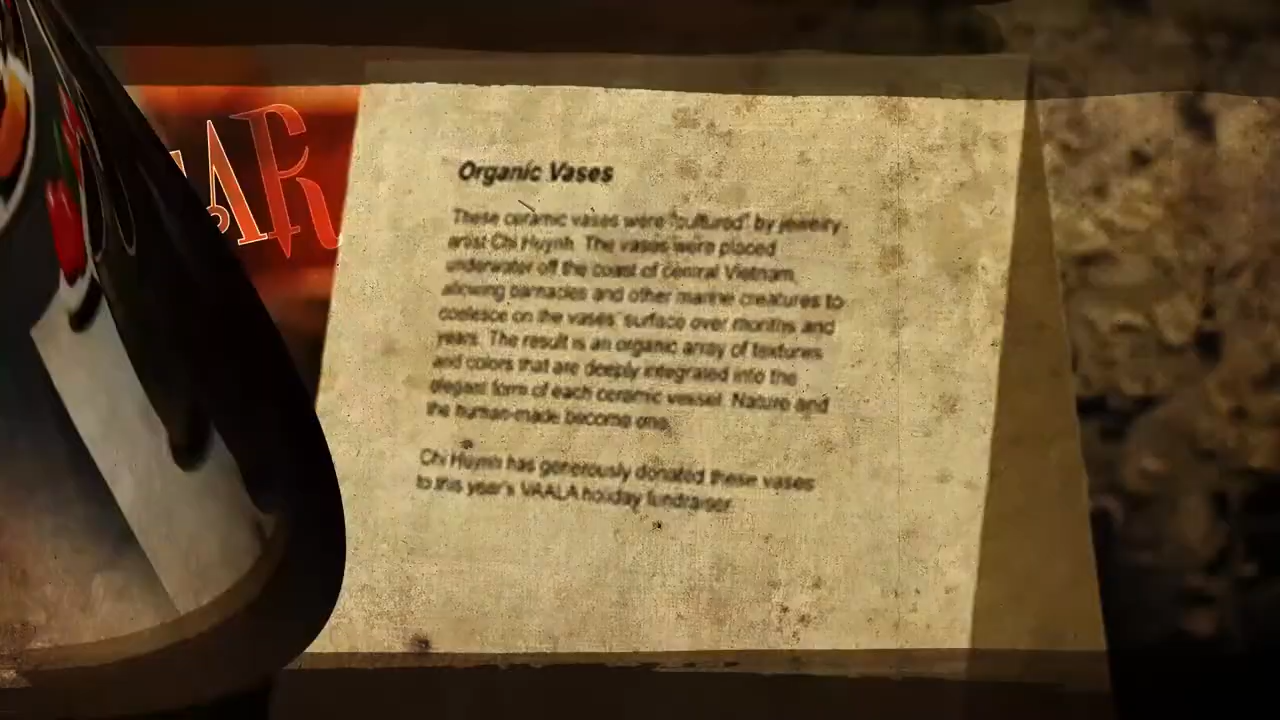 AR
Organic Vases
These ceramic vases were "cultured" by jewelry
artist Chi Huynh. The vases were placed
underwater off the coast of central Vietnam,
allowing barnacles and other marine creatures to
coalesce on the vases' surface over months and
years. The result is an organic array of textures
and colors that are deeply integrated into the
elegant form of each ceramic vessel. Nature and
the human-made become one.
Chi Huynh has generously donated these vases
to this year's VAALA holiday fundraiser.